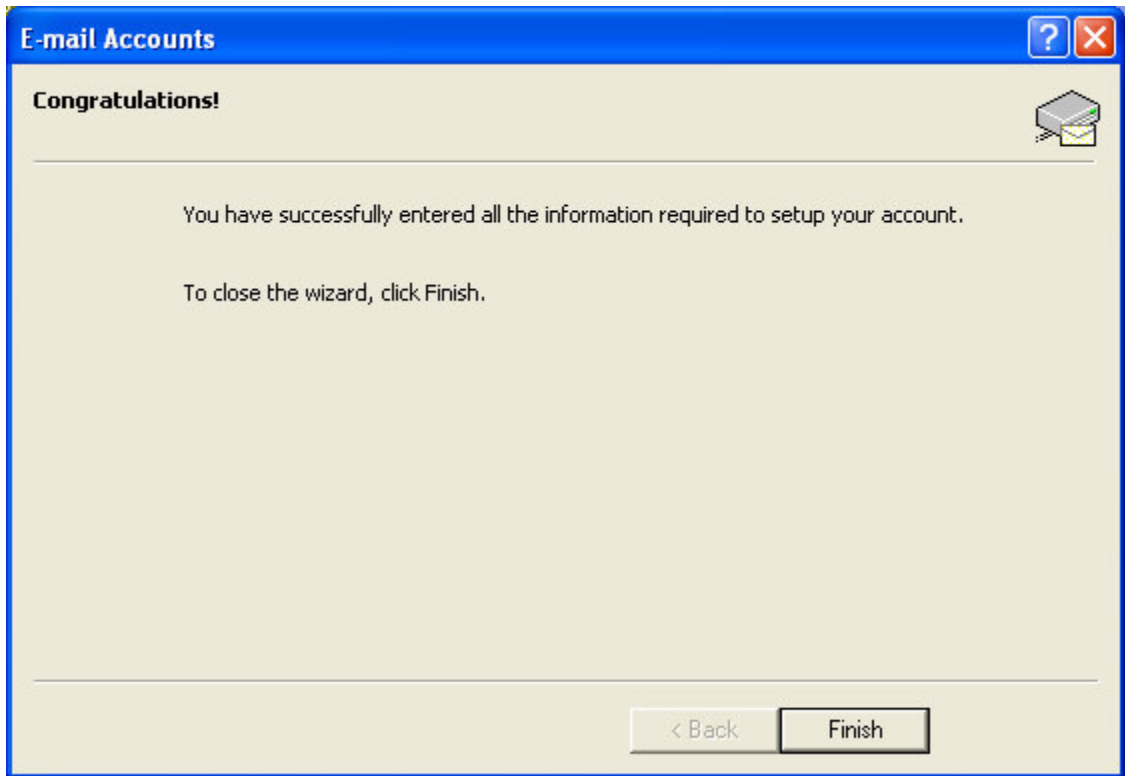 E-mail Accounts
?
Congratulations!
You have successfully entered all the information required to setup your account.
To close the wizard, click Finish.
< Back
Finish